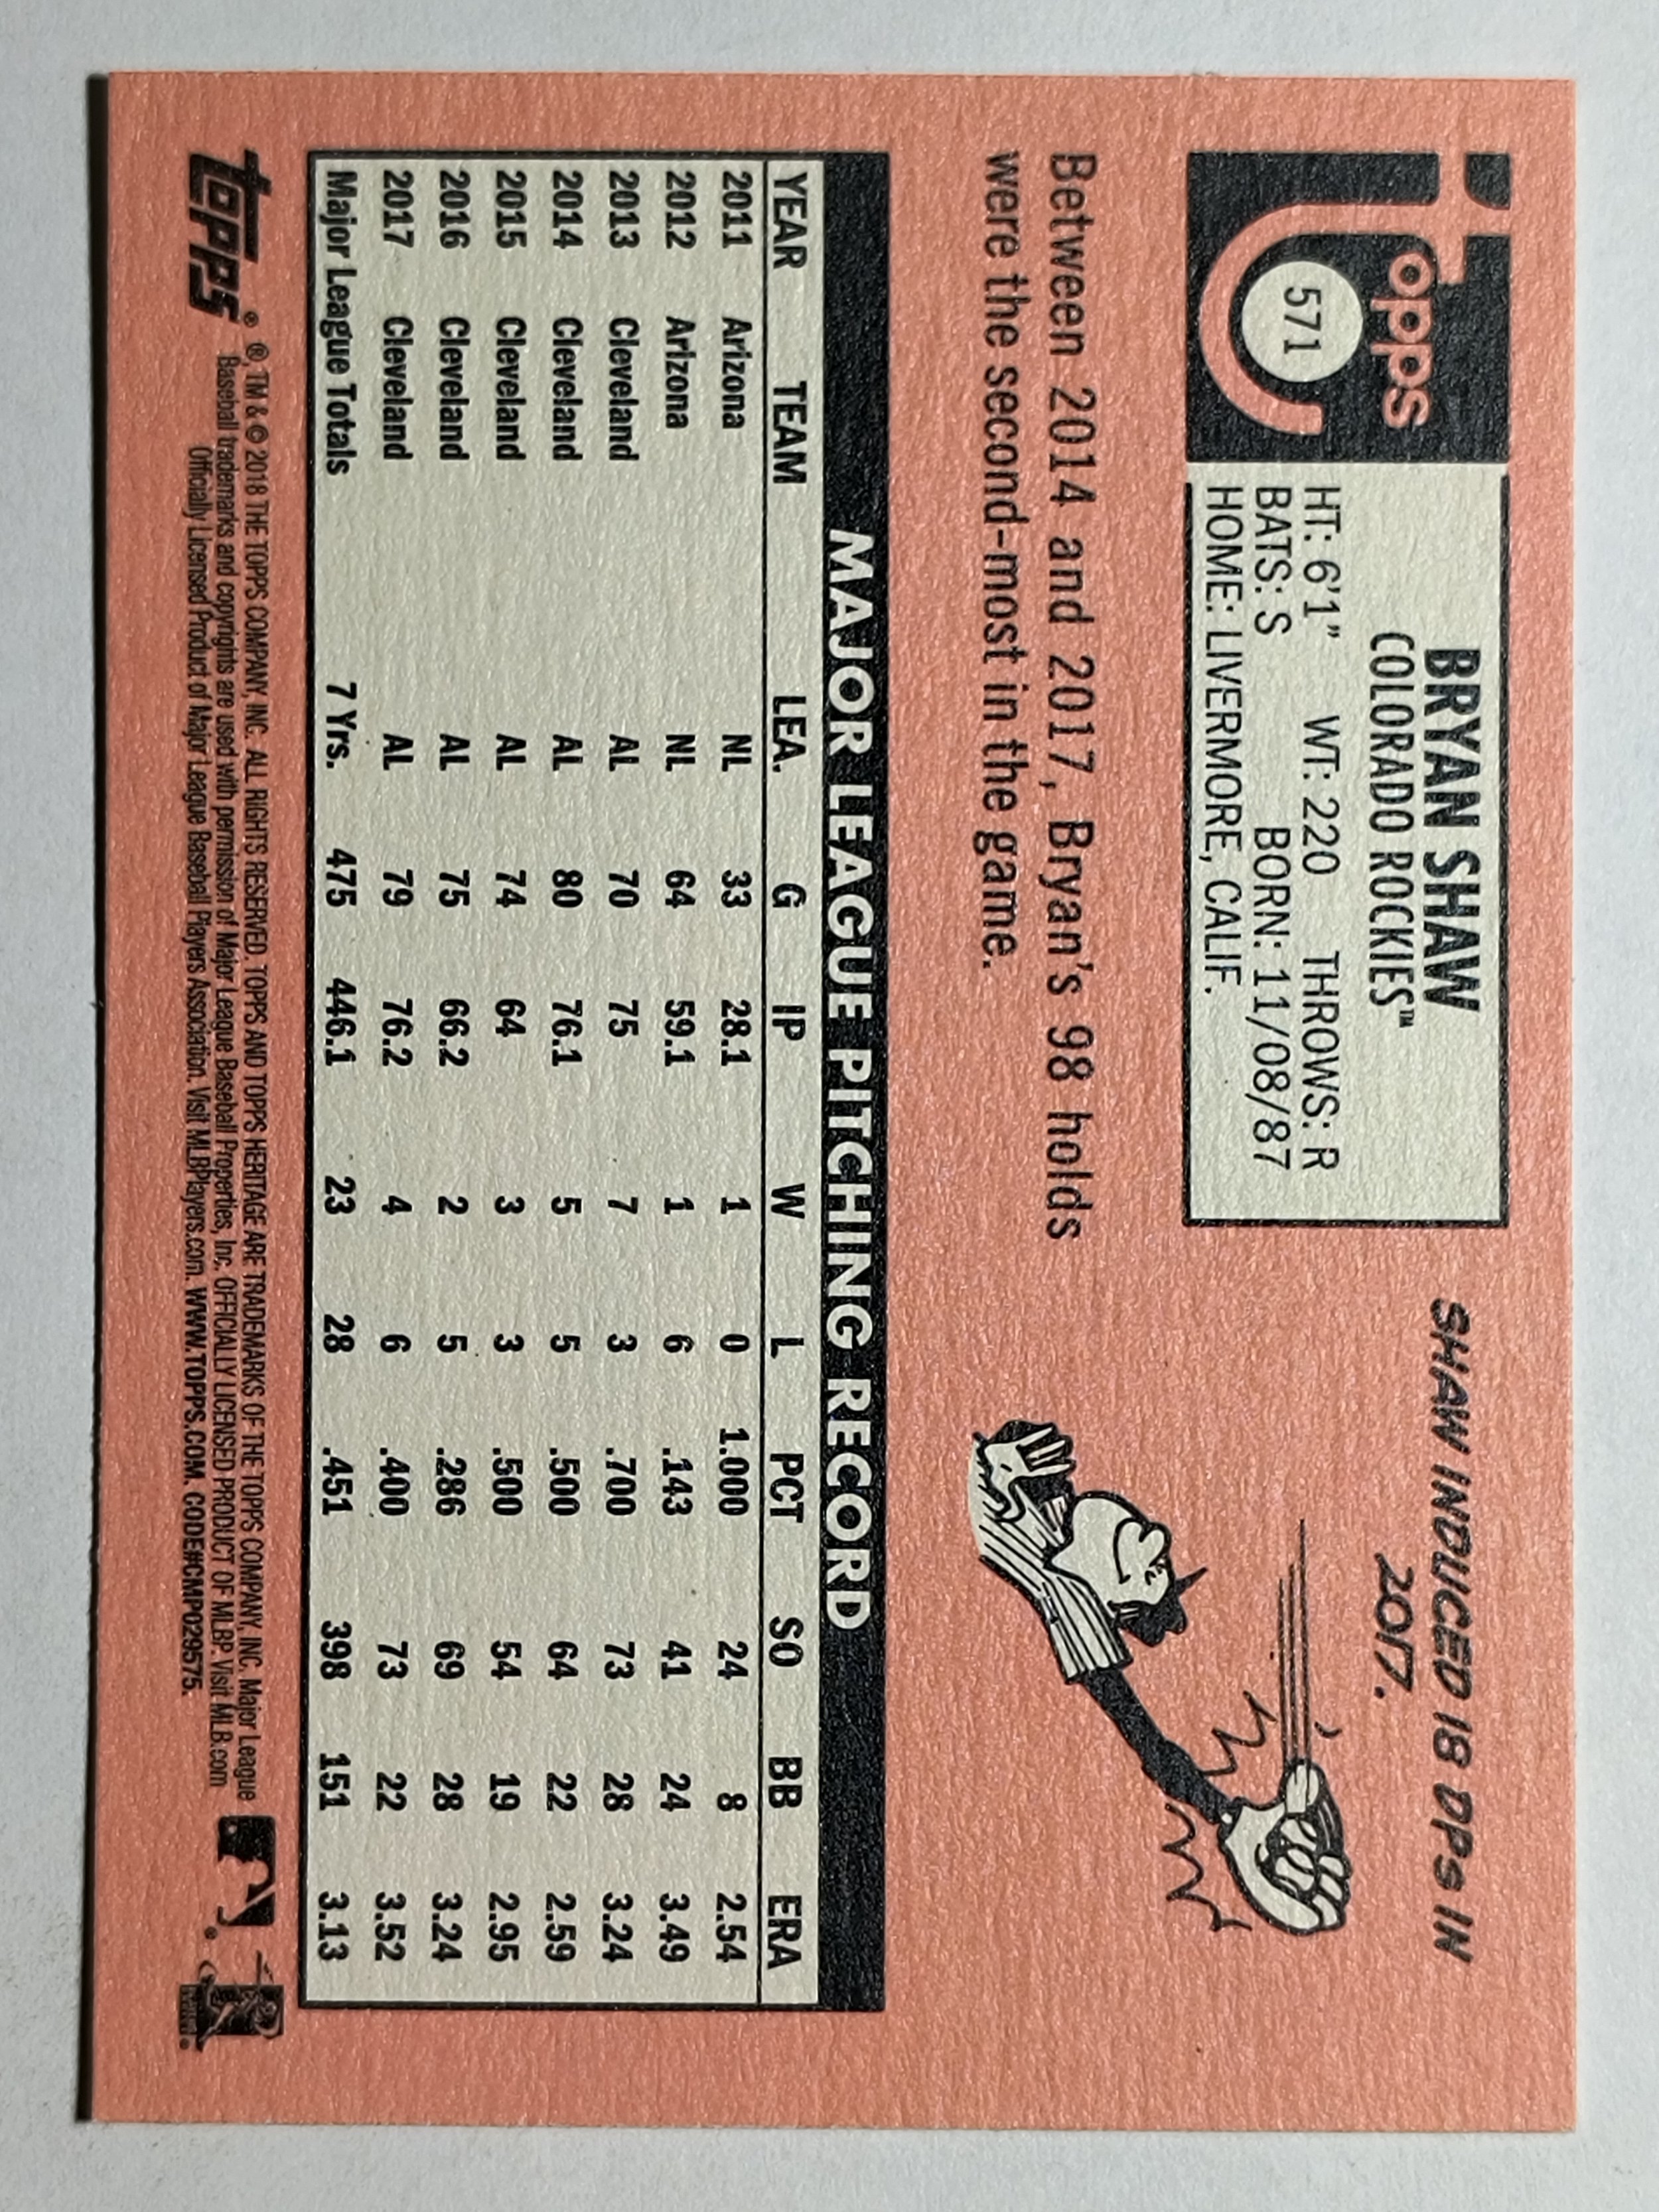 topps
571
BRYAN SHAW
COLORADO ROCKIES™
HT: 6'1" WT: 220 THROWS: R
BATS: S BORN: 11/08/87
HOME: LIVERMORE, CALIF.
SHAW INDUCED 18 DPs IN
2017.
Between 2014 and 2017, Bryan's 98 holds
were the second-most in the game.
MAJOR LEAGUE PITCHING RECORD
YEAR TEAM LEA. G IP W L PCT SO BB ERA
2011 Arizona NL 33 28.1 1 0 1.000 24 8 2.54
2012 Arizona NL 64 59.1 1 6 .143 41 24 3.49
2013 Cleveland AL 70 75 7 3 .700 73 28 3.24
2014 Cleveland AL 80 76.1 5 5 .500 64 22 2.59
2015 Cleveland AL 74 64 3 3 .500 54 19 2.95
2016 Cleveland AL 75 66.2 2 5 .286 69 28 3.24
2017 Cleveland AL 79 76.2 4 6 .400 73 22 3.52
Major League Totals 7 Yrs. 475 446.1 23 28 .451 398 151 3.13
topps®
®, TM & © 2018 THE TOPPS COMPANY, INC. ALL RIGHTS RESERVED. TOPPS AND TOPPS HERITAGE ARE TRADEMARKS OF THE TOPPS COMPANY, INC. Major League
Baseball trademarks and copyrights are used with permission of Major League Baseball Properties, Inc. OFFICIALLY LICENSED PRODUCT OF MLBP. Visit MLB.com
Officially Licensed Product of Major League Baseball Players Association. Visit MLBPlayers.com. WWW.TOPPS.COM. CODE#CMP029575.